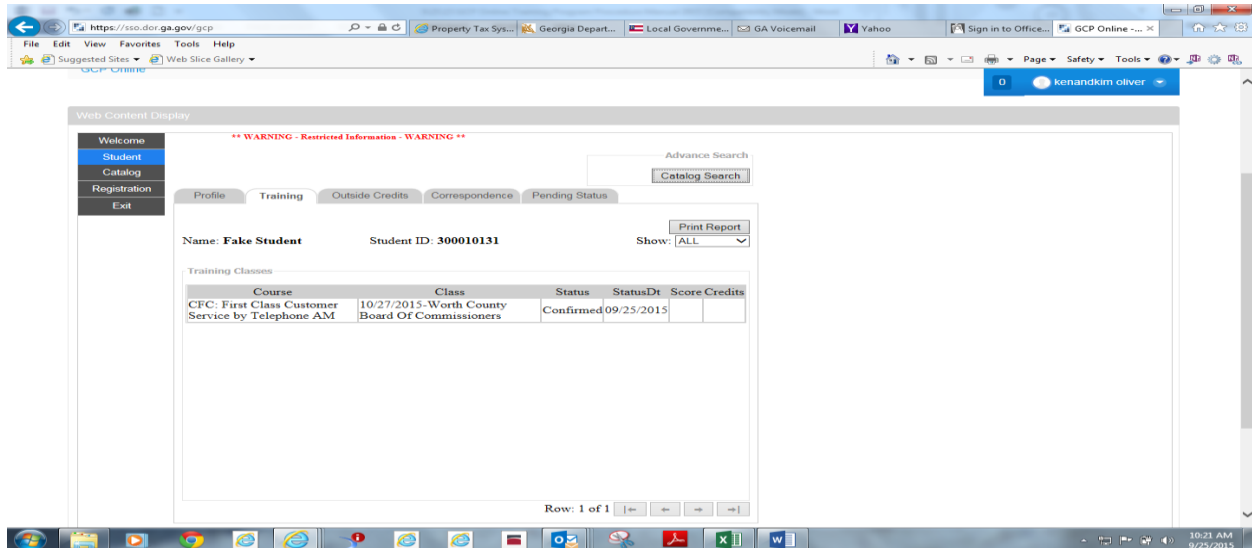 https://sso.dor.ga.gov/gcp
Property Tax Sys... Georgia Depart... Local Governme... GA Voicemail Yahoo Sign in to Office... GCP Online -... ×
File Edit View Favorites Tools Help
Suggested Sites Web Slice Gallery Page Safety Tools
GCP Online
0 kenandkim oliver
Web Content Display
Welcome
Student
Catalog
Registration
Exit
** WARNING - Restricted Information - WARNING **
Advance Search
Catalog Search
Profile Training Outside Credits Correspondence Pending Status
Print Report
Name: Fake Student Student ID: 300010131 Show: ALL
Training Classes
Course Class Status StatusDt Score Credits
CFC: First Class Customer 10/27/2015-Worth County Confirmed 09/25/2015
Service by Telephone AM Board Of Commissioners
Row: 1 of 1
10:21 AM
9/25/2015